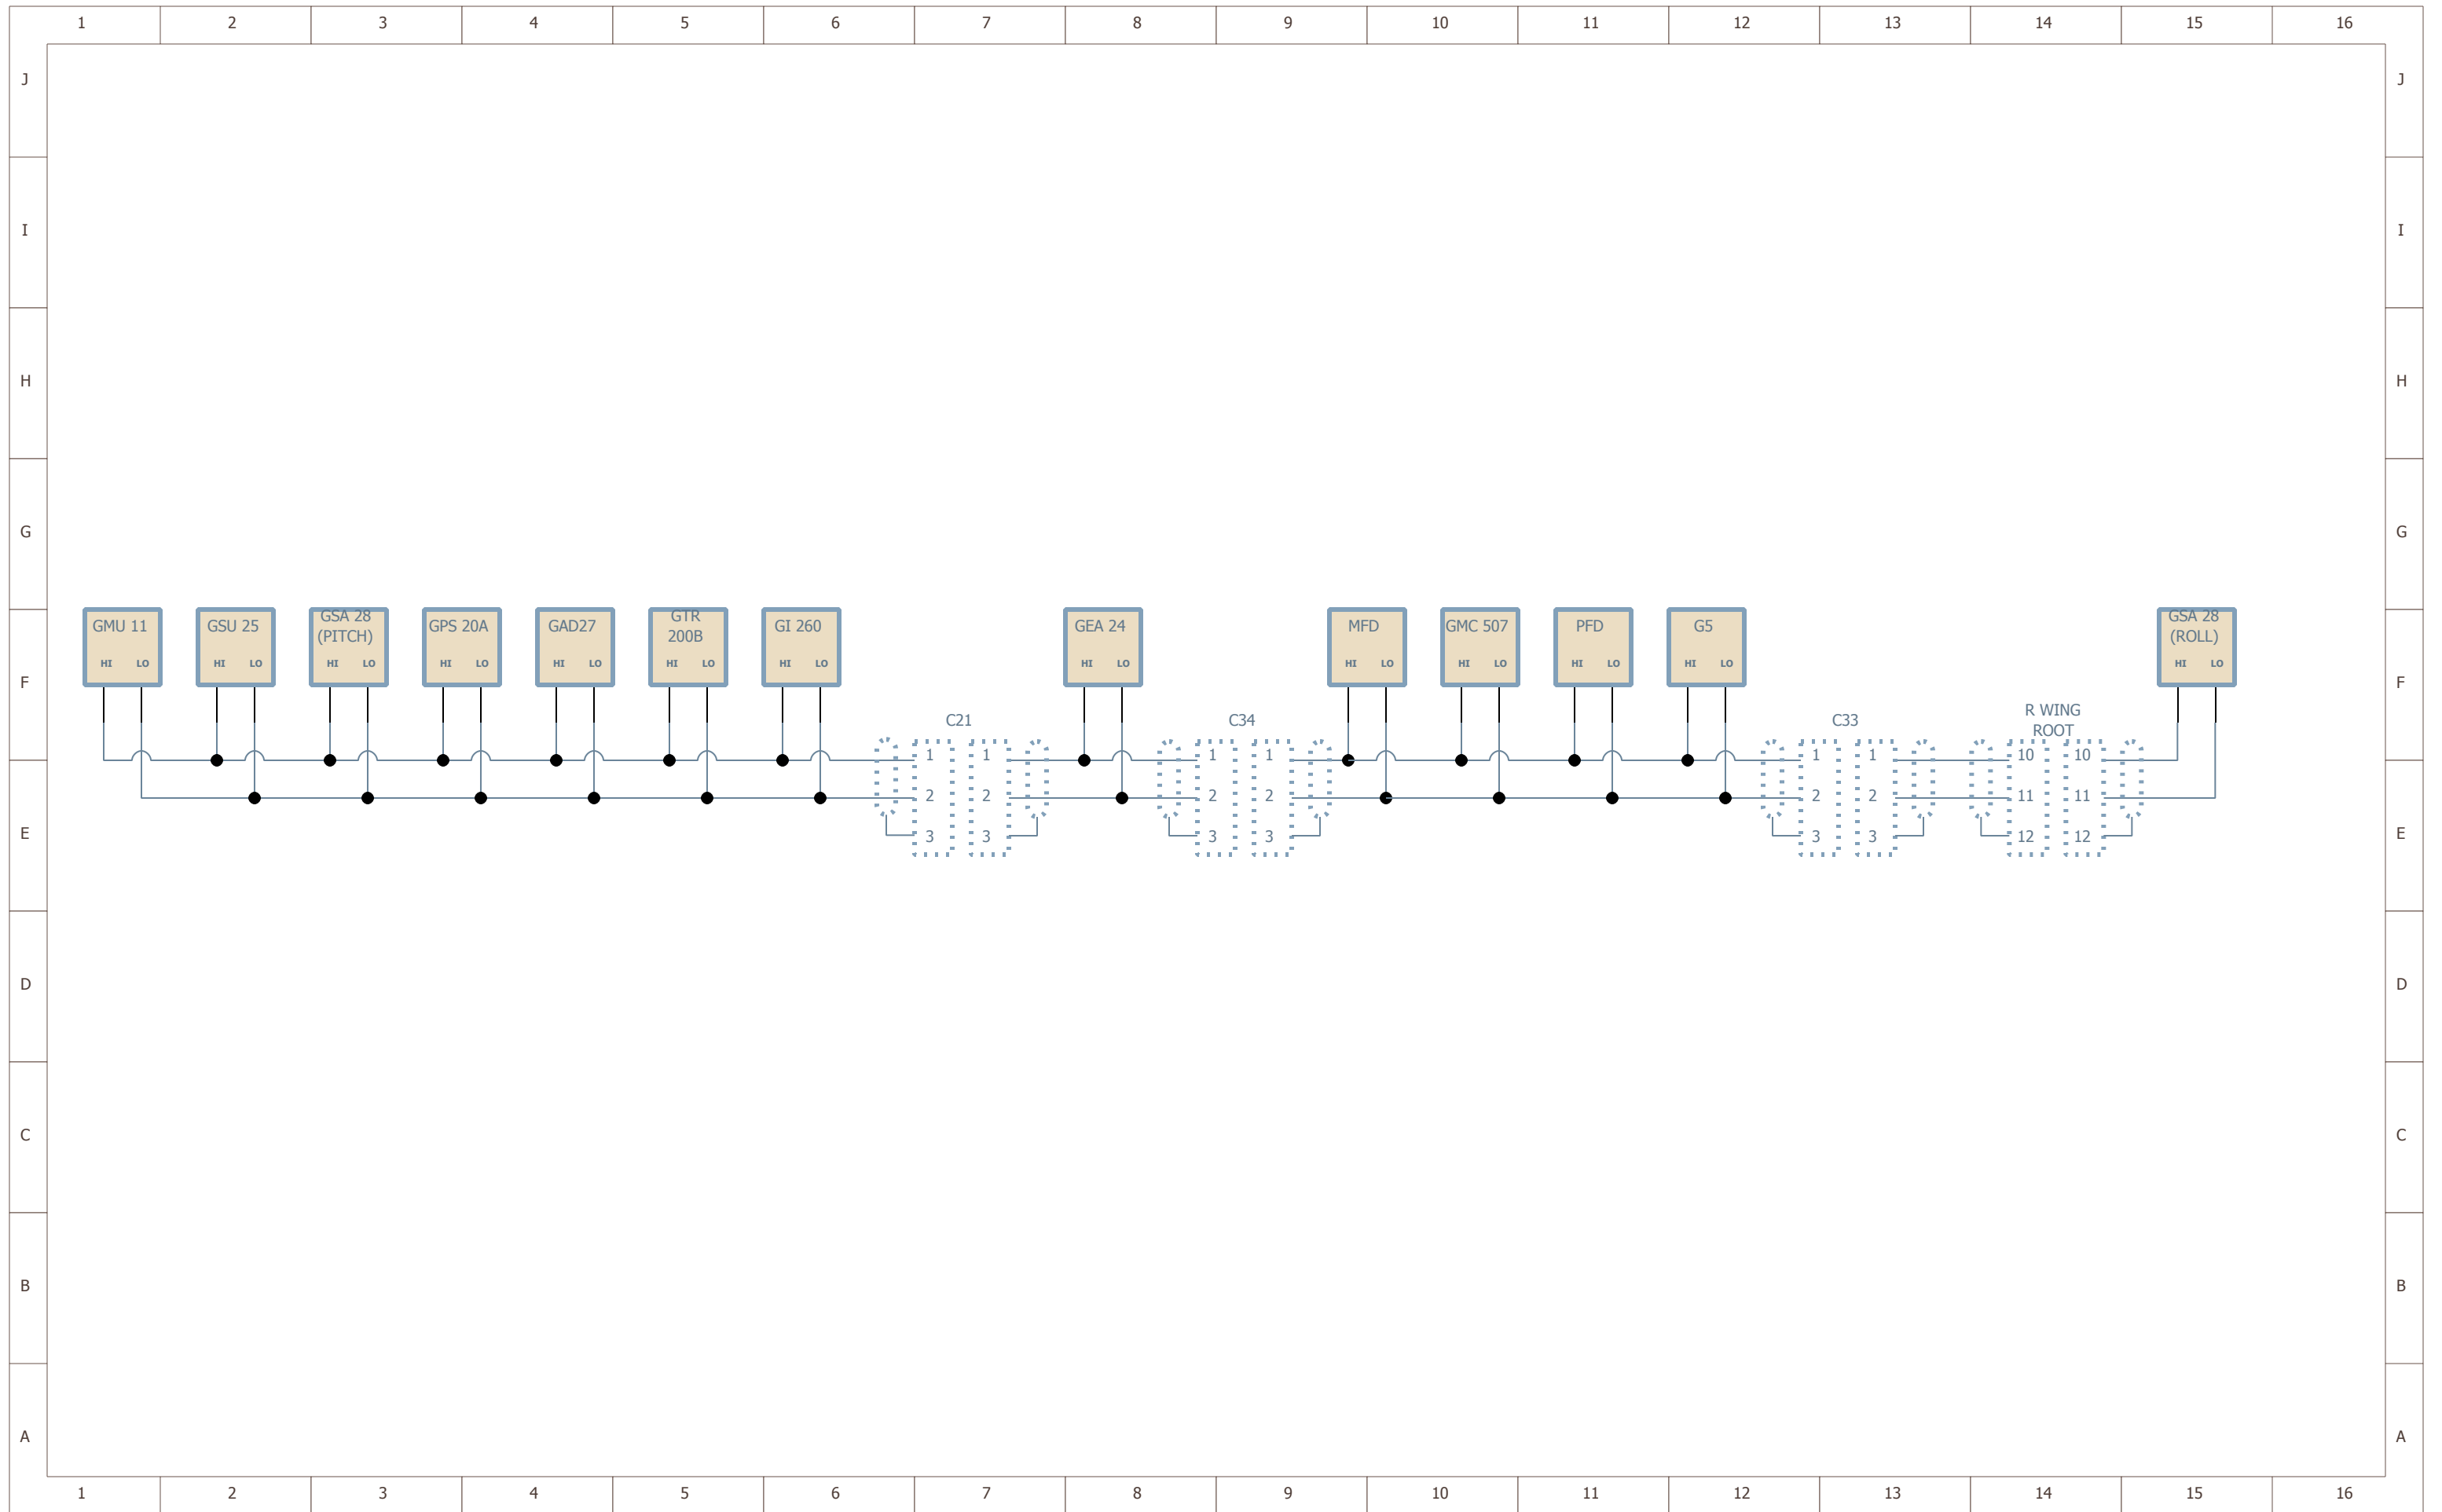 1 2 3 4 5 6 7 8 9 10 11 12 13 14 15 16
J J
I I
H H
G G
GMU 11 GSU 25 GSA 28 GPS 20A GAD27 GTR GI 260 GEA 24 MFD GMC 507 PFD G5 GSA 28
(PITCH) 200B (ROLL)
HI LO HI LO HI LO HI LO HI LO HI LO HI LO HI LO HI LO HI LO HI LO HI LO HI LO
F F
C21 C34 C33 R WING
ROOT
1 1 1 1 1 1 10 10
2 2 2 2 2 2 11 11
E E
3 3 3 3 3 3 12 12
D D
C C
B B
A A
1 2 3 4 5 6 7 8 9 10 11 12 13 14 15 16